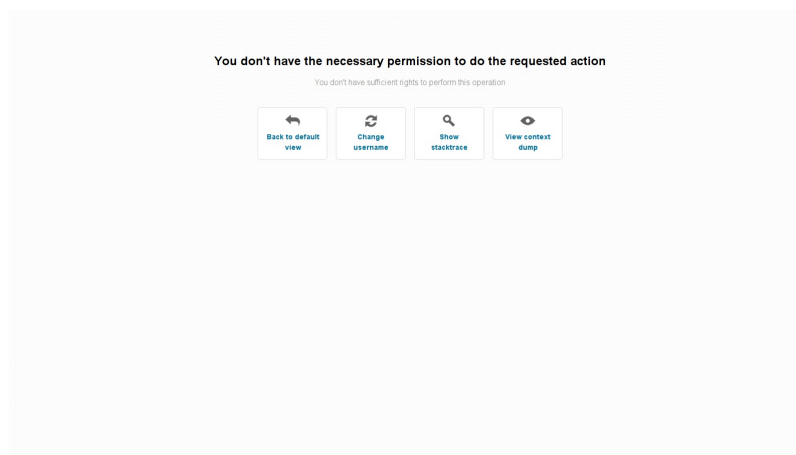 You don't have the necessary permission to do the requested action
You don't have sufficient rights to perform this operation
Back to default
view
Change
username
Show
stacktrace
View context
dump